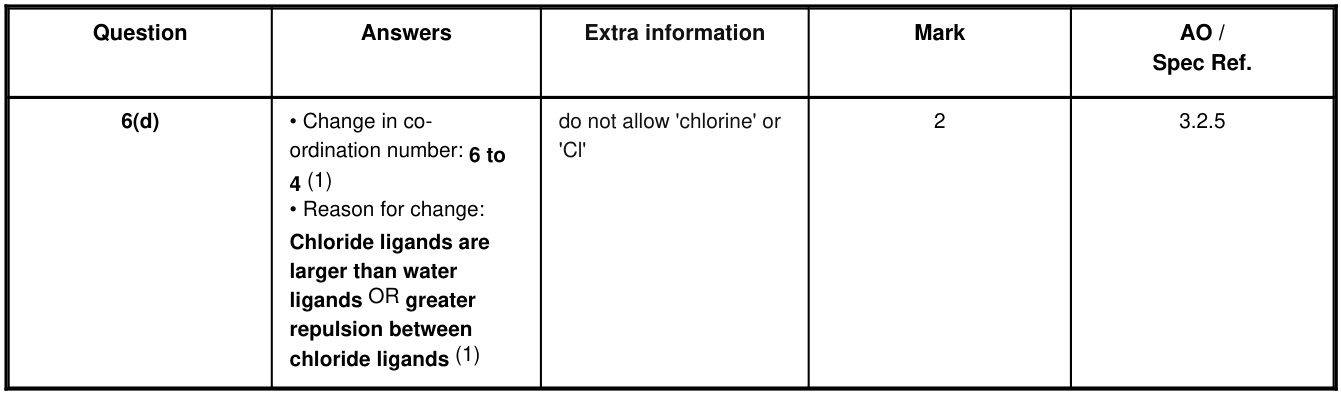 Question
Answers
Extra information
Mark
AO /
Spec Ref.
6(d)
• Change in co-
ordination number: 6 to
4 (1)
• Reason for change:
Chloride ligands are
larger than water
ligands OR greater
repulsion between
chloride ligands (1)
do not allow 'chlorine' or
'Cl'
2
3.2.5